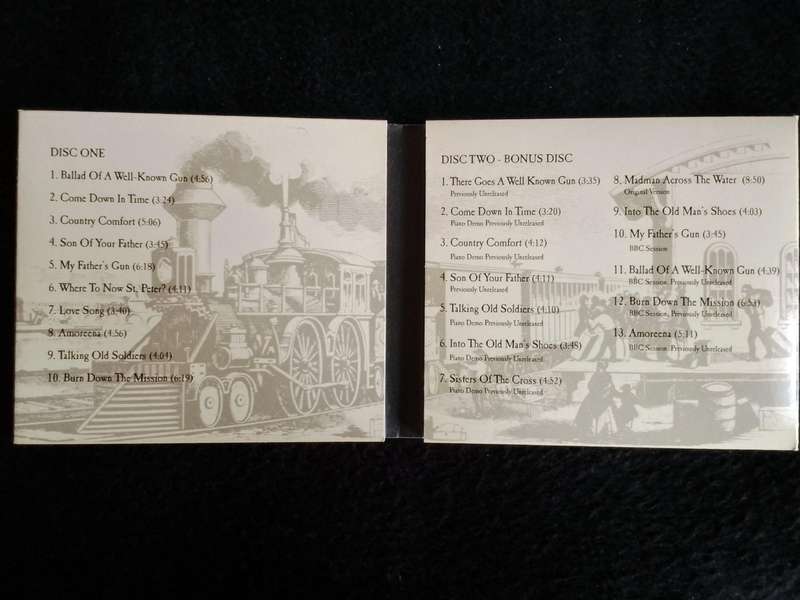 DISC ONE
1. Ballad Of A Well-Known Gun (4:56)
2. Come Down In Time (3:24)
3. Country Comfort (5:06)
4. Son Of Your Father (3:45)
5. My Father's Gun (6:18)
6. Where To Now St. Peter? (4:11)
7. Love Song (3:40)
8. Amoreena (4:56)
9. Talking Old Soldiers (4:04)
10. Burn Down The Mission (6:19)
DISC TWO - BONUS DISC
1. There Goes A Well Known Gun (3:35)
Previously Unreleased
2. Come Down In Time (3:20)
Piano Demo Previously Unreleased
3. Country Comfort (4:12)
Piano Demo Previously Unreleased
4. Son Of Your Father (4:11)
Previously Unreleased
5. Talking Old Soldiers (4:10)
Piano Demo Previously Unreleased
6. Into The Old Man's Shoes (3:48)
Piano Demo Previously Unreleased
7. Sisters Of The Cross (4:52)
Piano Demo Previously Unreleased
8. Madman Across The Water (8:50)
Original Version
9. Into The Old Man's Shoes (4:03)
10. My Father's Gun (3:45)
BBC Session
11. Ballad Of A Well-Known Gun (4:39)
BBC Session, Previously Unreleased
12. Burn Down The Mission (6:53)
BBC Session, Previously Unreleased
13. Amoreena (5:11)
BBC Session, Previously Unreleased